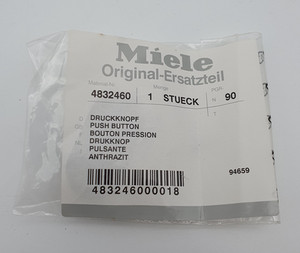 Miele
Original-Ersatzteil
4832460 1 STUECK 90
DRUCKKNOPF
PUSH BUTTON
BOUTON PRESSION
DRUKKNOP
PULSANTE
ANTHRAZIT
94659
483246000018